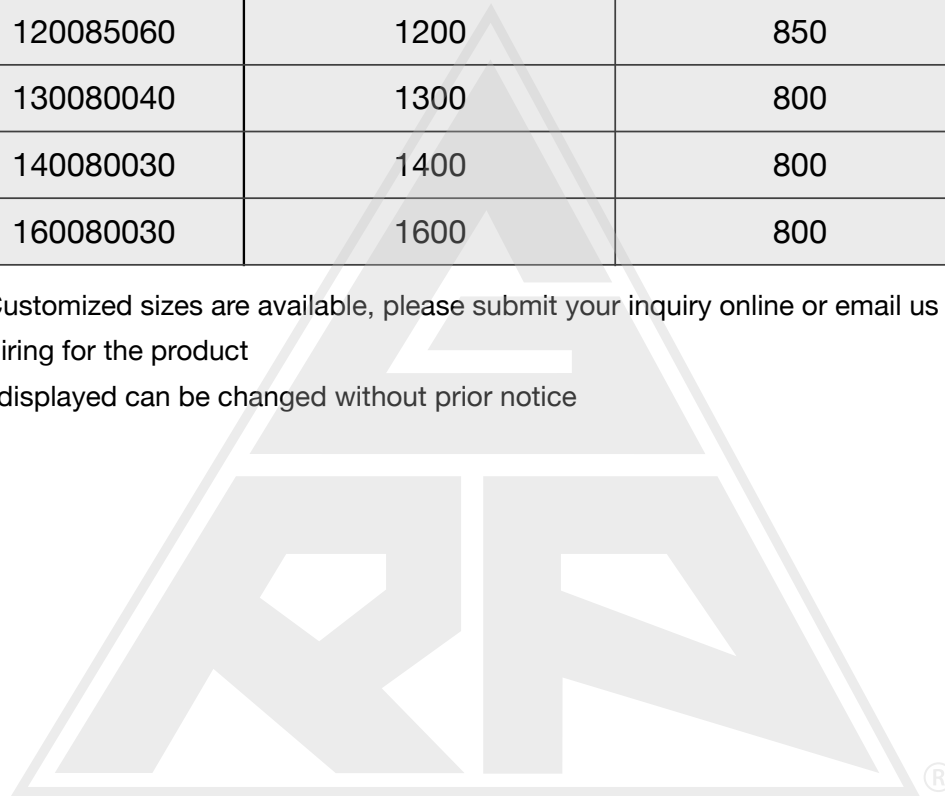 120085060 1200 850
130080040 1300 800
140080030 1400 800
160080030 1600 800
Customized sizes are available, please submit your inquiry online or email us
iring for the product
displayed can be changed without prior notice
RP
®